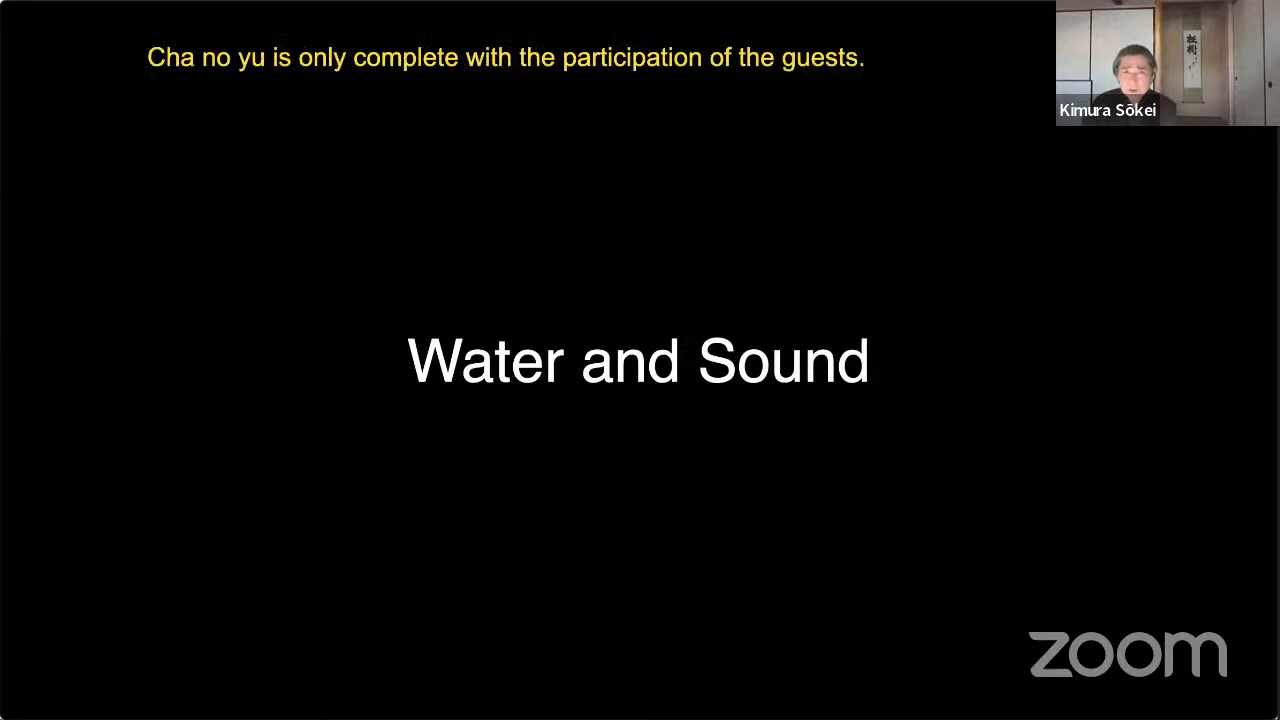 Cha no yu is only complete with the participation of the guests.
Kimura Sōkei
Water and Sound
zoom